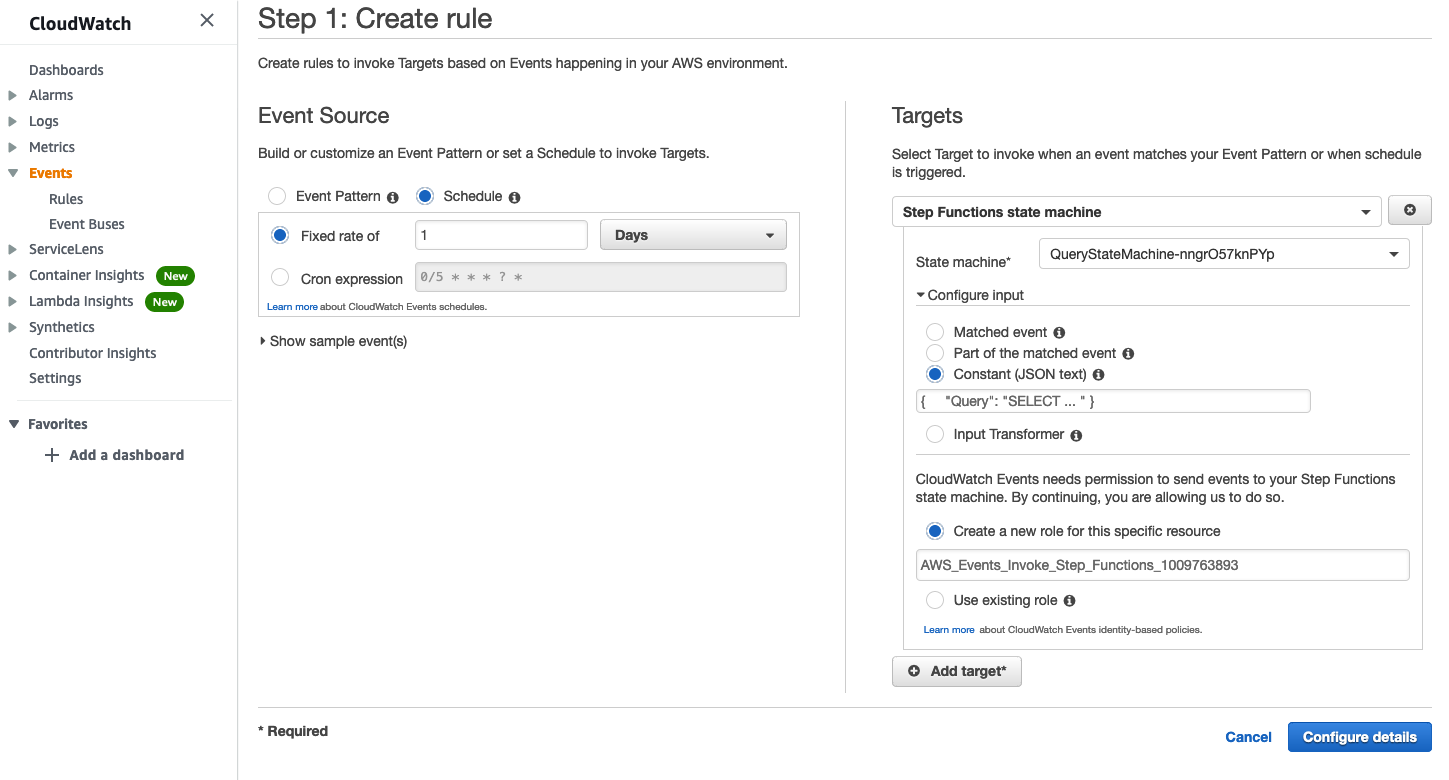 CloudWatch
Dashboards
Alarms
Logs
Metrics
Events
Rules
Event Buses
ServiceLens
Container Insights New
Lambda Insights New
Synthetics
Contributor Insights
Settings
Favorites
Add a dashboard
Step 1: Create rule
Create rules to invoke Targets based on Events happening in your AWS environment.
Event Source
Build or customize an Event Pattern or set a Schedule to invoke Targets.
Event Pattern Schedule
Fixed rate of 1 Days
Cron expression 0/5 * * * ? *
Learn more about CloudWatch Events schedules.
Show sample event(s)
Targets
Select Target to invoke when an event matches your Event Pattern or when schedule
is triggered.
Step Functions state machine
State machine* QueryStateMachine-nngrO57knPYp
Configure input
Matched event
Part of the matched event
Constant (JSON text)
{ "Query": "SELECT ... " }
Input Transformer
CloudWatch Events needs permission to send events to your Step Functions
state machine. By continuing, you are allowing us to do so.
Create a new role for this specific resource
AWS_Events_Invoke_Step_Functions_1009763893
Use existing role
Learn more about CloudWatch Events identity-based policies.
Add target*
* Required
Cancel Configure details